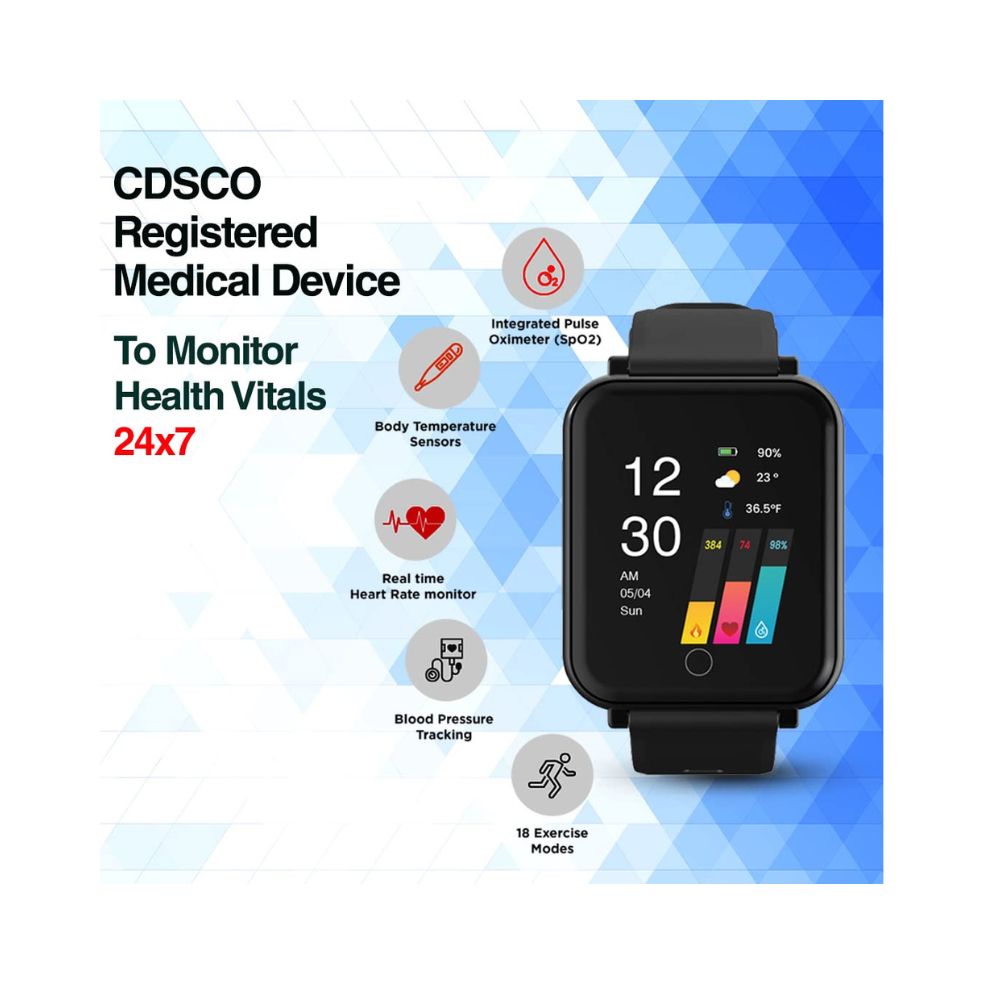 CDSCO
Registered
Medical Device
To Monitor
Health Vitals
24x7
O2
Integrated Pulse
Oximeter (SpO2)
Body Temperature
Sensors
Real time
Heart Rate monitor
Blood Pressure
Tracking
18 Exercise
Modes
90%
12
23 °
30
36.5°F
384 74 98%
AM
05/04
Sun